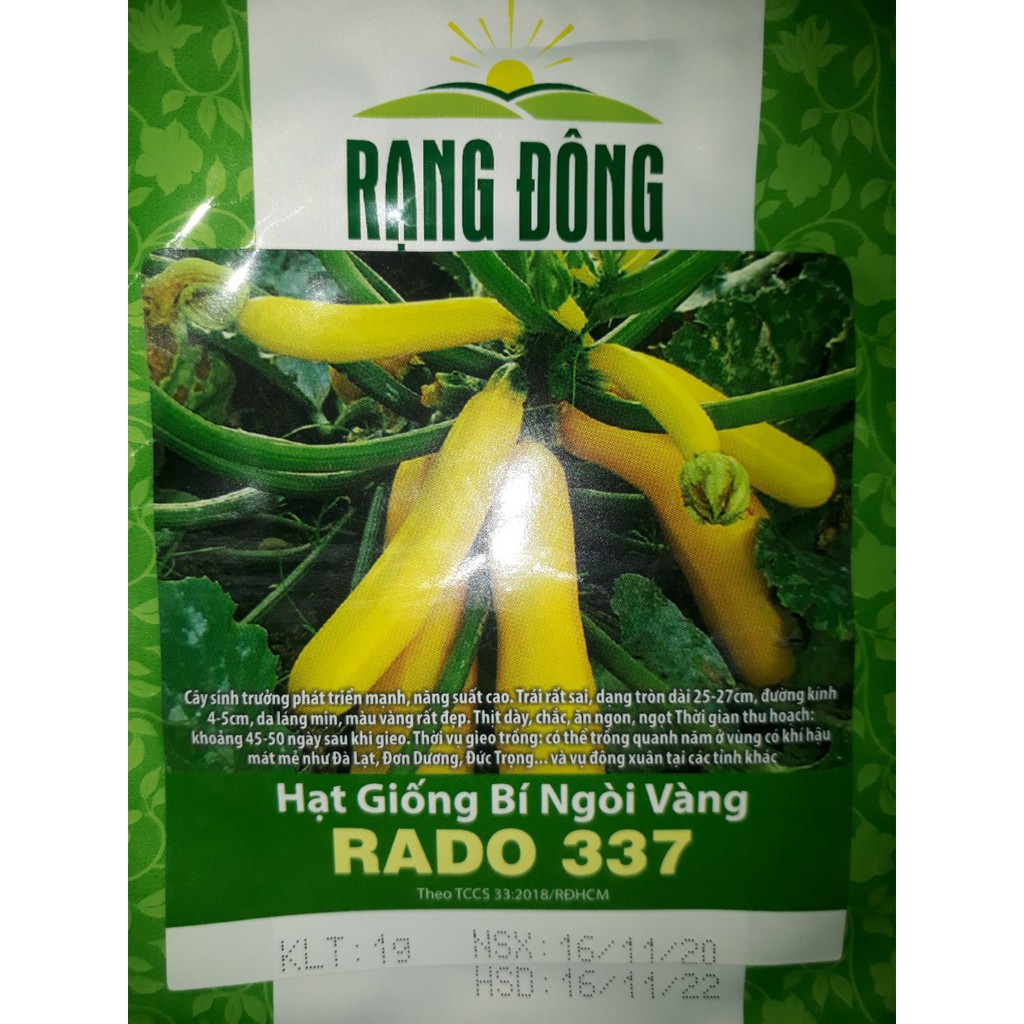 RẠNG ĐÔNG
Cây sinh trưởng phát triển mạnh, năng suất cao. Trái rất sai, dạng tròn dài 25-27cm, đường kính
4-5cm, da láng mịn, màu vàng rất đẹp. Thịt dày, chắc, ăn ngon, ngọt Thời gian thu hoạch:
khoảng 45-50 ngày sau khi gieo. Thời vụ gieo trồng: có thể trồng quanh năm ở vùng có khí hậu
mát mẻ như Đà Lạt, Đơn Dương, Đức Trọng... và vụ đông xuân tại các tỉnh khác
Hạt Giống Bí Ngòi Vàng
RADO 337
Theo TCCS 33:2018/RĐHCM
KLT: 1g NSX: 16/11/20
HSD: 16/11/22